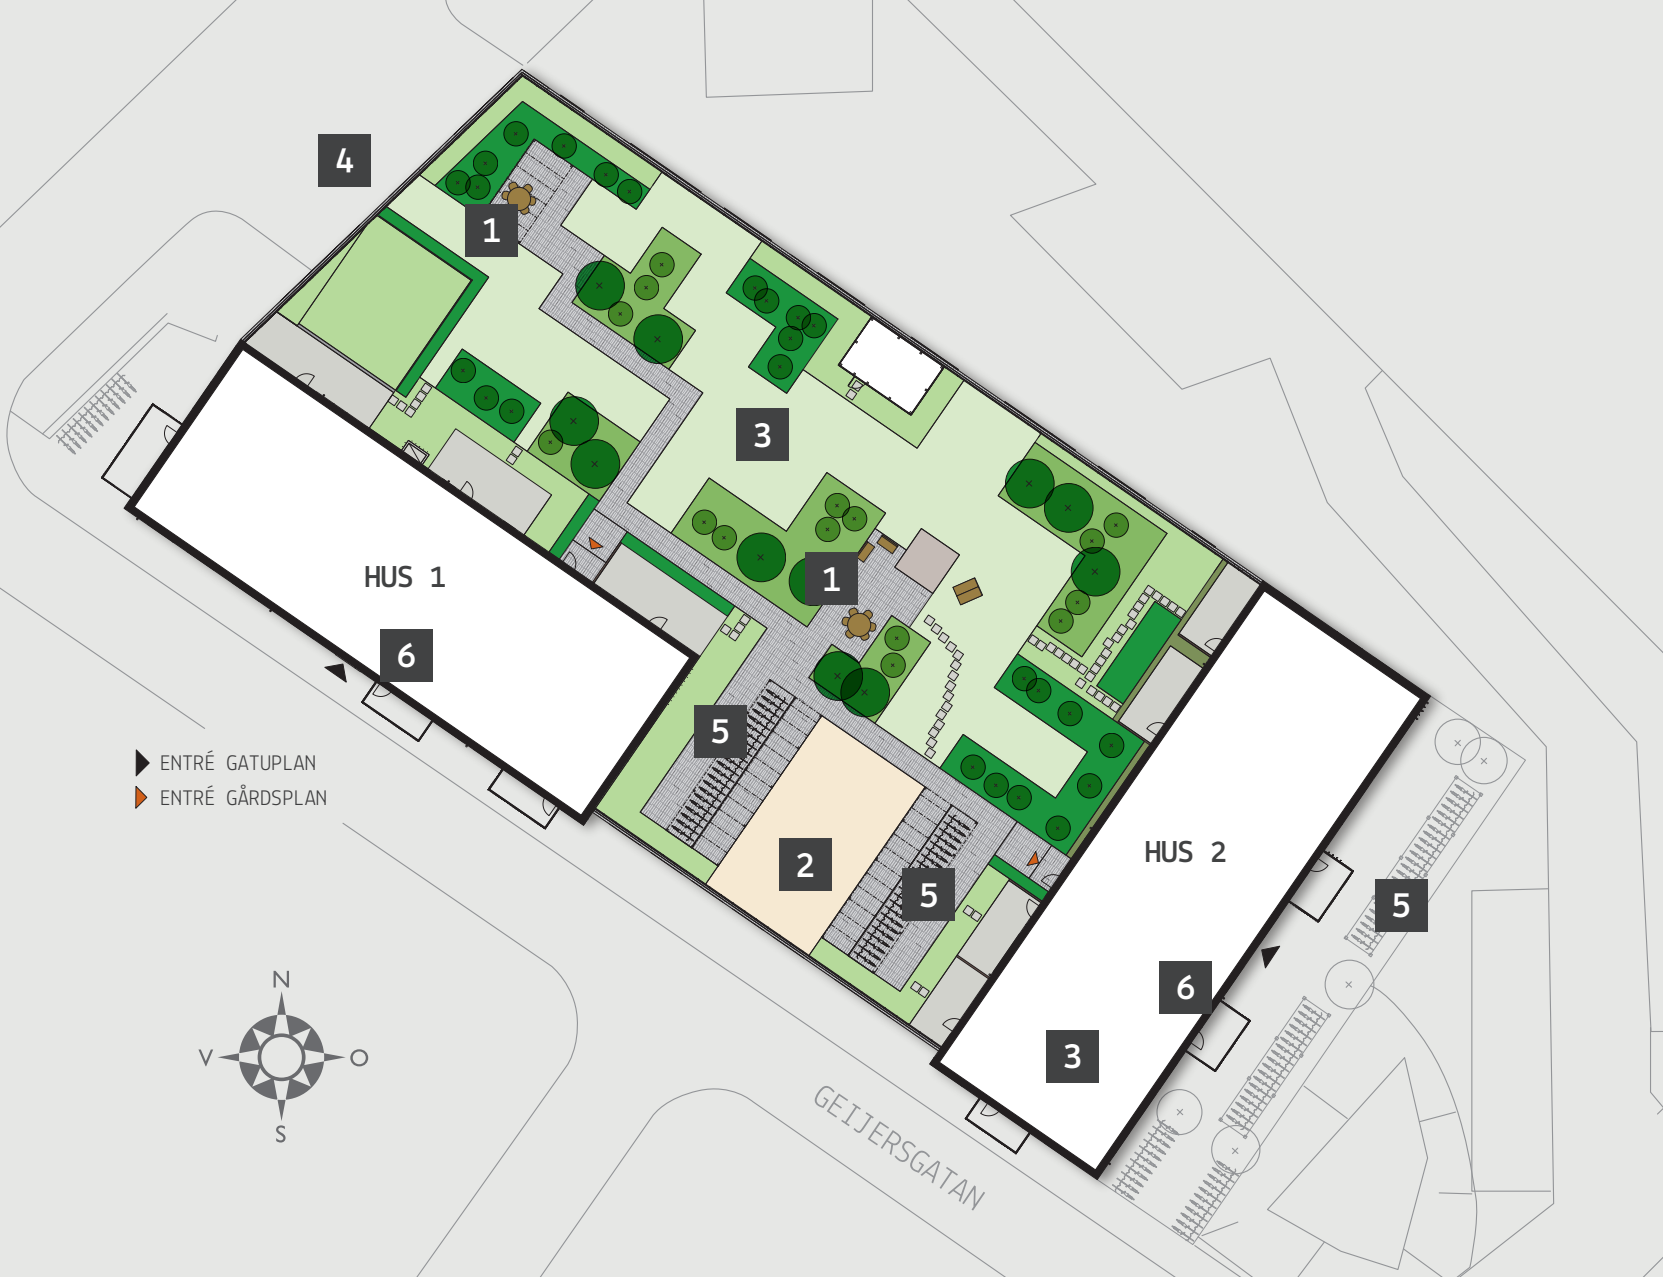 4
1
3
1
HUS 1
6
5
ENTRÉ GATUPLAN
ENTRÉ GÅRDSPLAN
2
5
HUS 2
5
6
3
N
V
O
S
GEIJERSGATAN